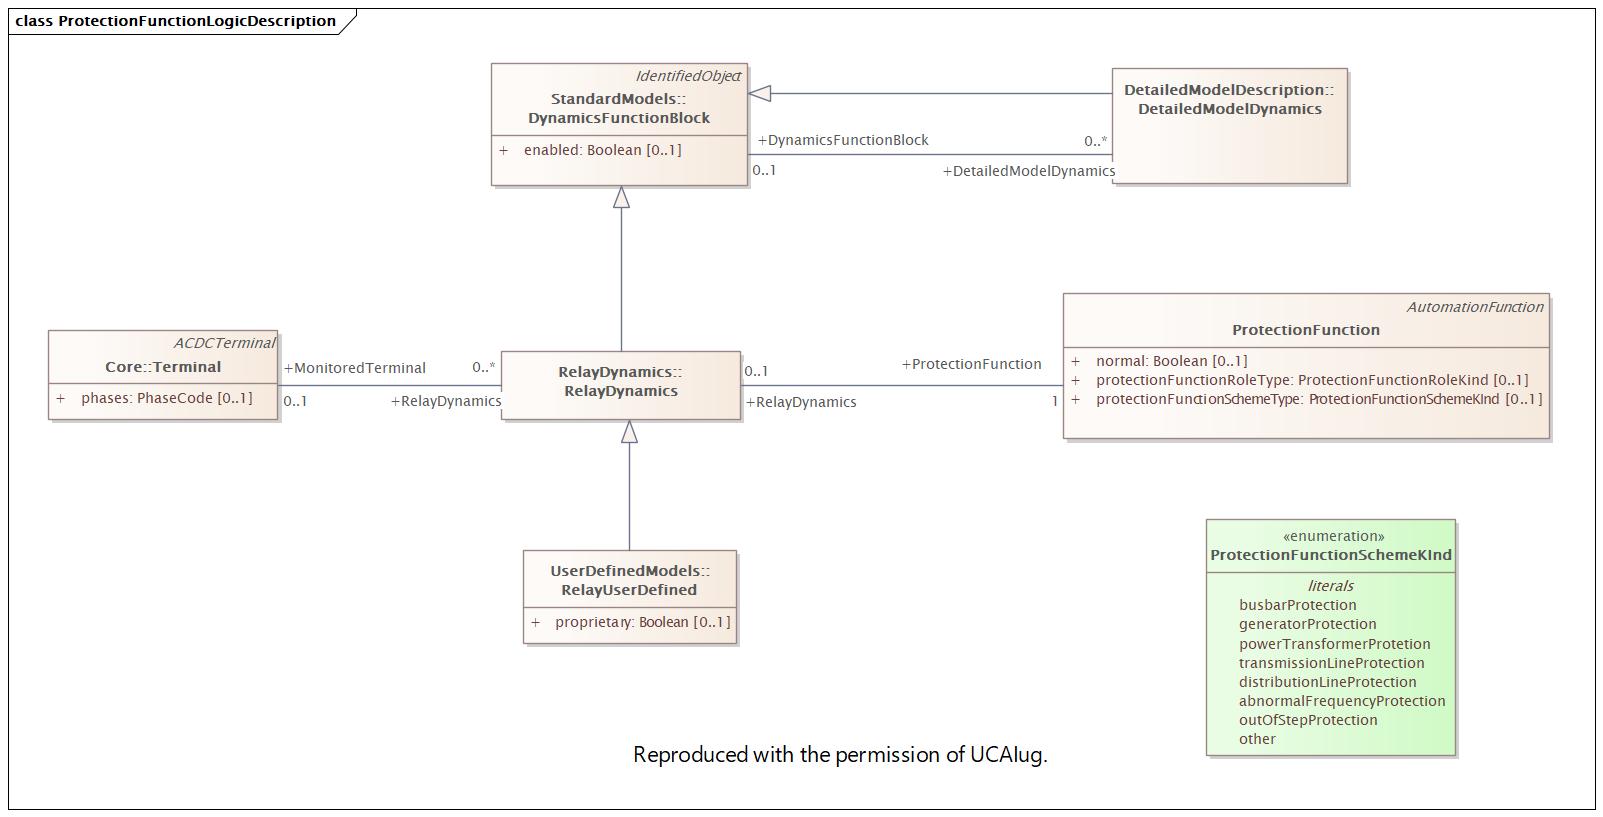 class ProtectionFunctionLogicDescription
IdentifiedObject
StandardModels::
DynamicsFunctionBlock
+ enabled: Boolean [0..1]
DetailedModelDescription::
DetailedModelDynamics
+DynamicsFunctionBlock
0..*
0..1
+DetailedModelDynamics
ACDCTerminal
Core::Terminal
+ phases: PhaseCode [0..1]
+MonitoredTerminal
0..*
0..1
+RelayDynamics
RelayDynamics::
RelayDynamics
0..1
+ProtectionFunction
+RelayDynamics
1
AutomationFunction
ProtectionFunction
+ normal: Boolean [0..1]
+ protectionFunctionRoleType: ProtectionFunctionRoleKind [0..1]
+ protectionFunctionSchemeType: ProtectionFunctionSchemeKInd [0..1]
UserDefinedModels::
RelayUserDefined
+ proprietary: Boolean [0..1]
«enumeration»
ProtectionFunctionSchemeKInd
literals
busbarProtection
generatorProtection
powerTransformerProtetion
transmissionLineProtection
distributionLineProtection
abnormalFrequencyProtection
outOfStepProtection
other
Reproduced with the permission of UCAIug.